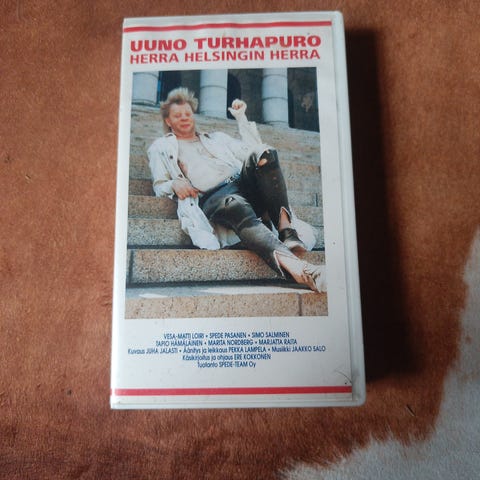 UUNO TURHAPURO
HERRA HELSINGIN HERRA
VESA-MATTI LOIRI • SPEDE PASANEN • SIMO SALMINEN
TAPIO HÄMÄLÄINEN • MARITA NORDBERG • MARJATTA RAITA
Kuvaus JUHA JALASTI • Äänitys ja leikkaus PEKKA LAMPELA • Musiikki JAAKKO SALO
Käsikirjoitus ja ohjaus ERE KOKKONEN
Tuotanto SPEDE-TEAM Oy